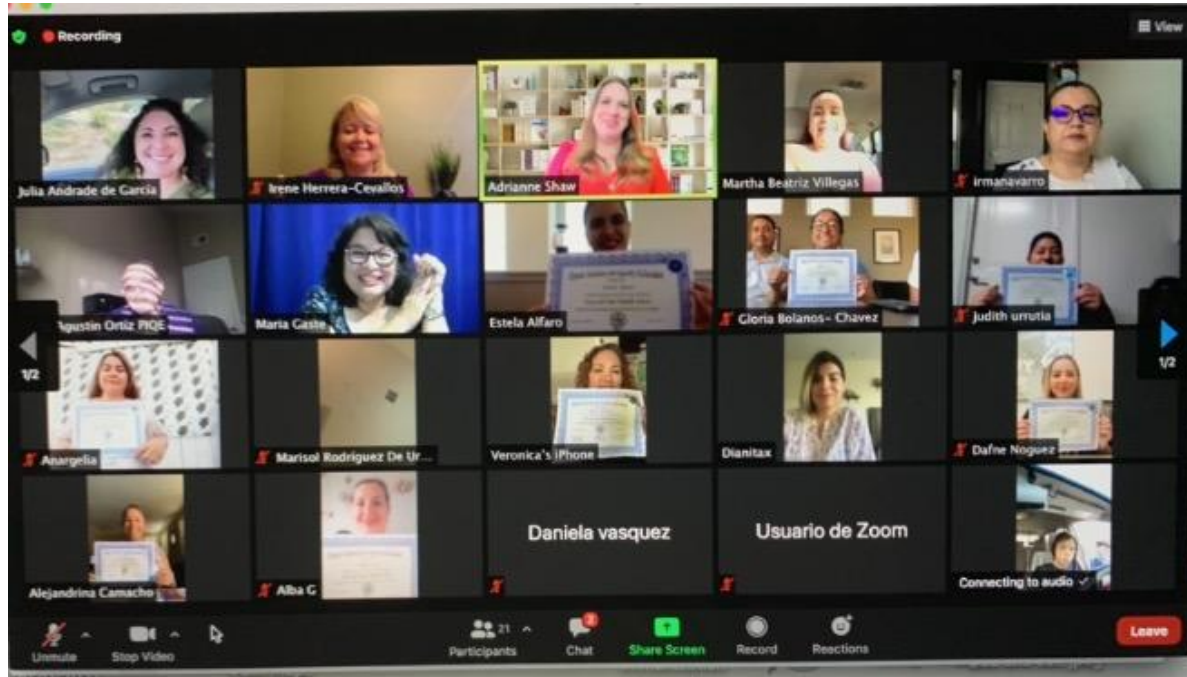 Recording
View
Julia Andrade de Garcia
Irene Herrera-Cevallos
Adrianne Shaw
Martha Beatriz Villegas
irmanavarro
Agustin Ortiz PIQE
Maria Gaste
Estela Alfaro
Gloria Bolanos- Chavez
Judith urrutia
1/2
1/2
Anargelia
Marisol Rodriguez De Ur...
Veronica's iPhone
Dianitax
Dafne Noguez
Alejandrina Camacho
Alba G
Daniela vasquez
Usuario de Zoom
Connecting to audio
Unmute
Stop Video
21
Participants
3
Chat
Share Screen
Record
Reactions
Leave